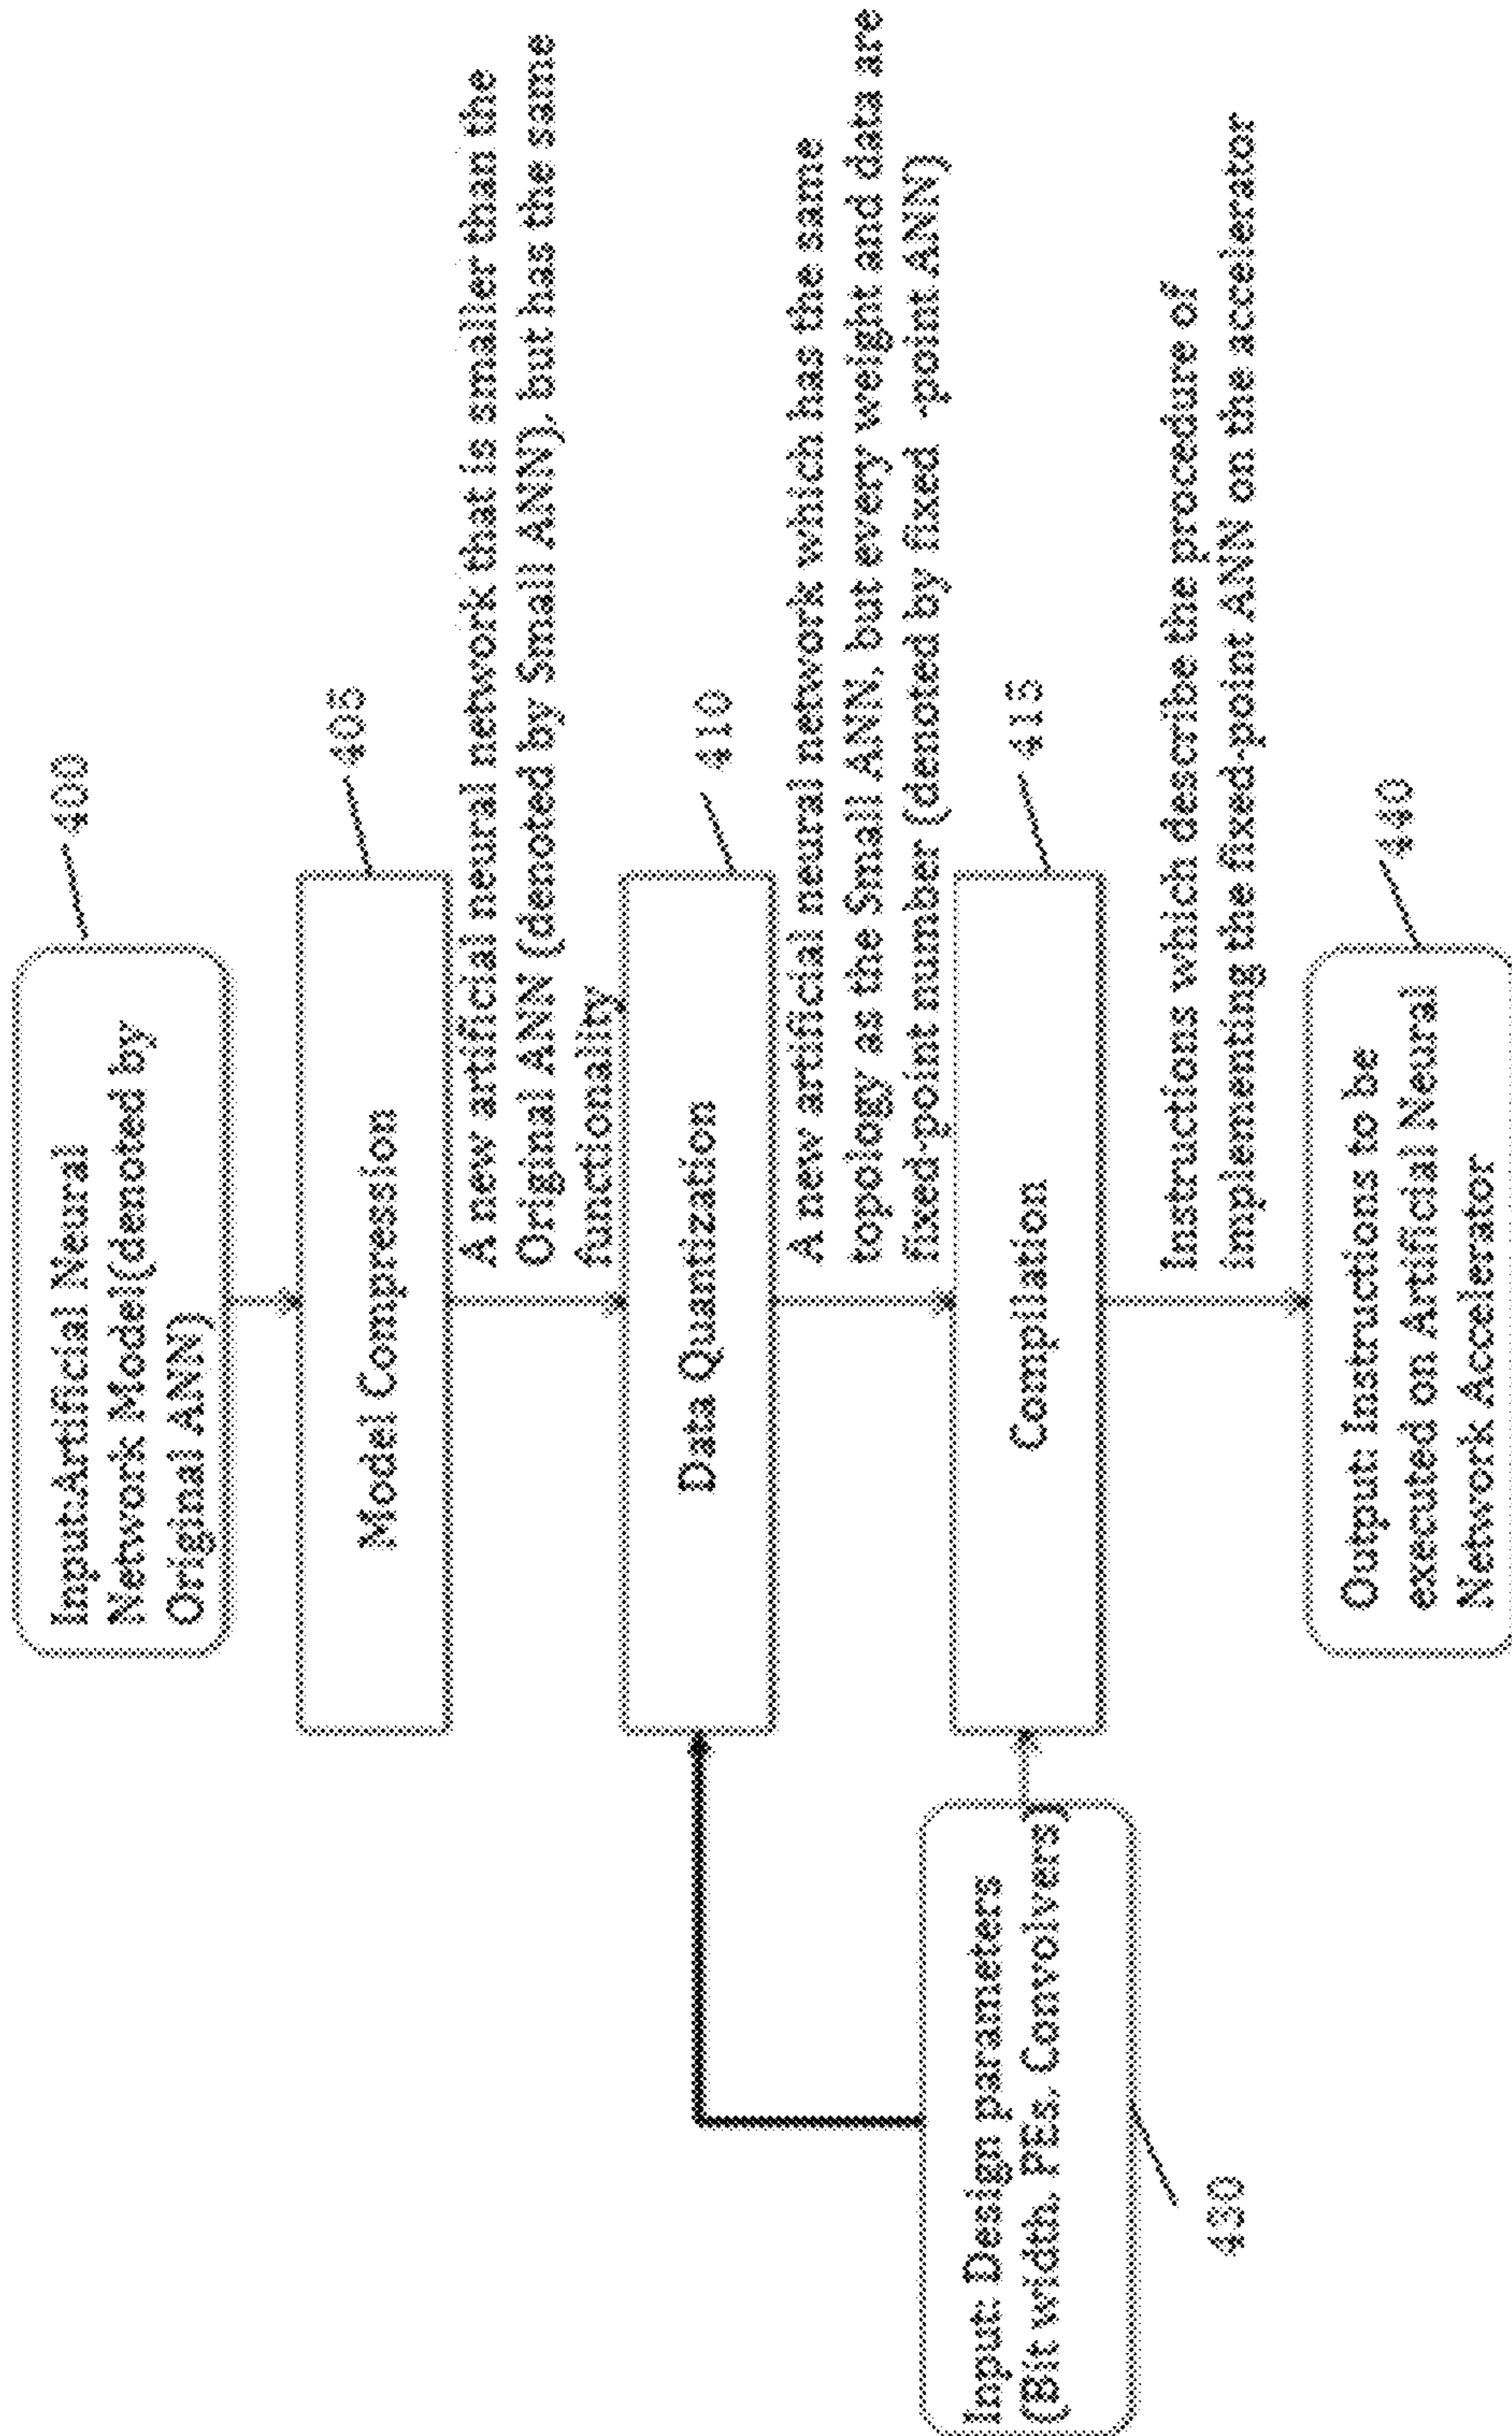 Input:Artificial Neural
Network Model(denoted by
Original ANN)
400
Model Compression
405
A new artificial neural network that is smaller than the
Original ANN (denoted by Small ANN), but has the same
functionality
Data Quantization
410
A new artificial neural network which has the same
topology as the Small ANN, but every weight and data are
fixed-point number (denoted by fixed -point ANN)
Input: Design parameters
(Bit width, PEs, Convolvers)
430
Compilation
415
Instructions which describe the procedure of
implementing the fixed-point ANN on the accelerator
Output: Instructions to be
executed on Artificial Neural
Network Accelerator
440